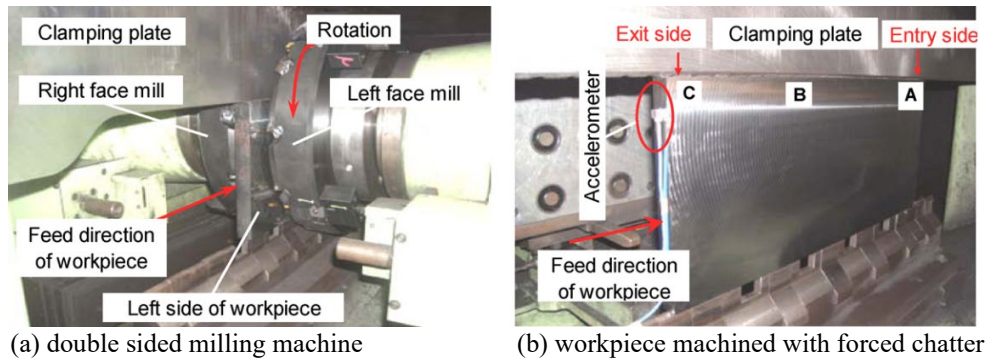 Clamping plate
Rotation
Right face mill
Left face mill
Feed direction
of workpiece
Left side of workpiece
(a) double sided milling machine
Exit side
Clamping plate
Entry side
C
B
A
Accelerometer
Feed direction
of workpiece
(b) workpiece machined with forced chatter